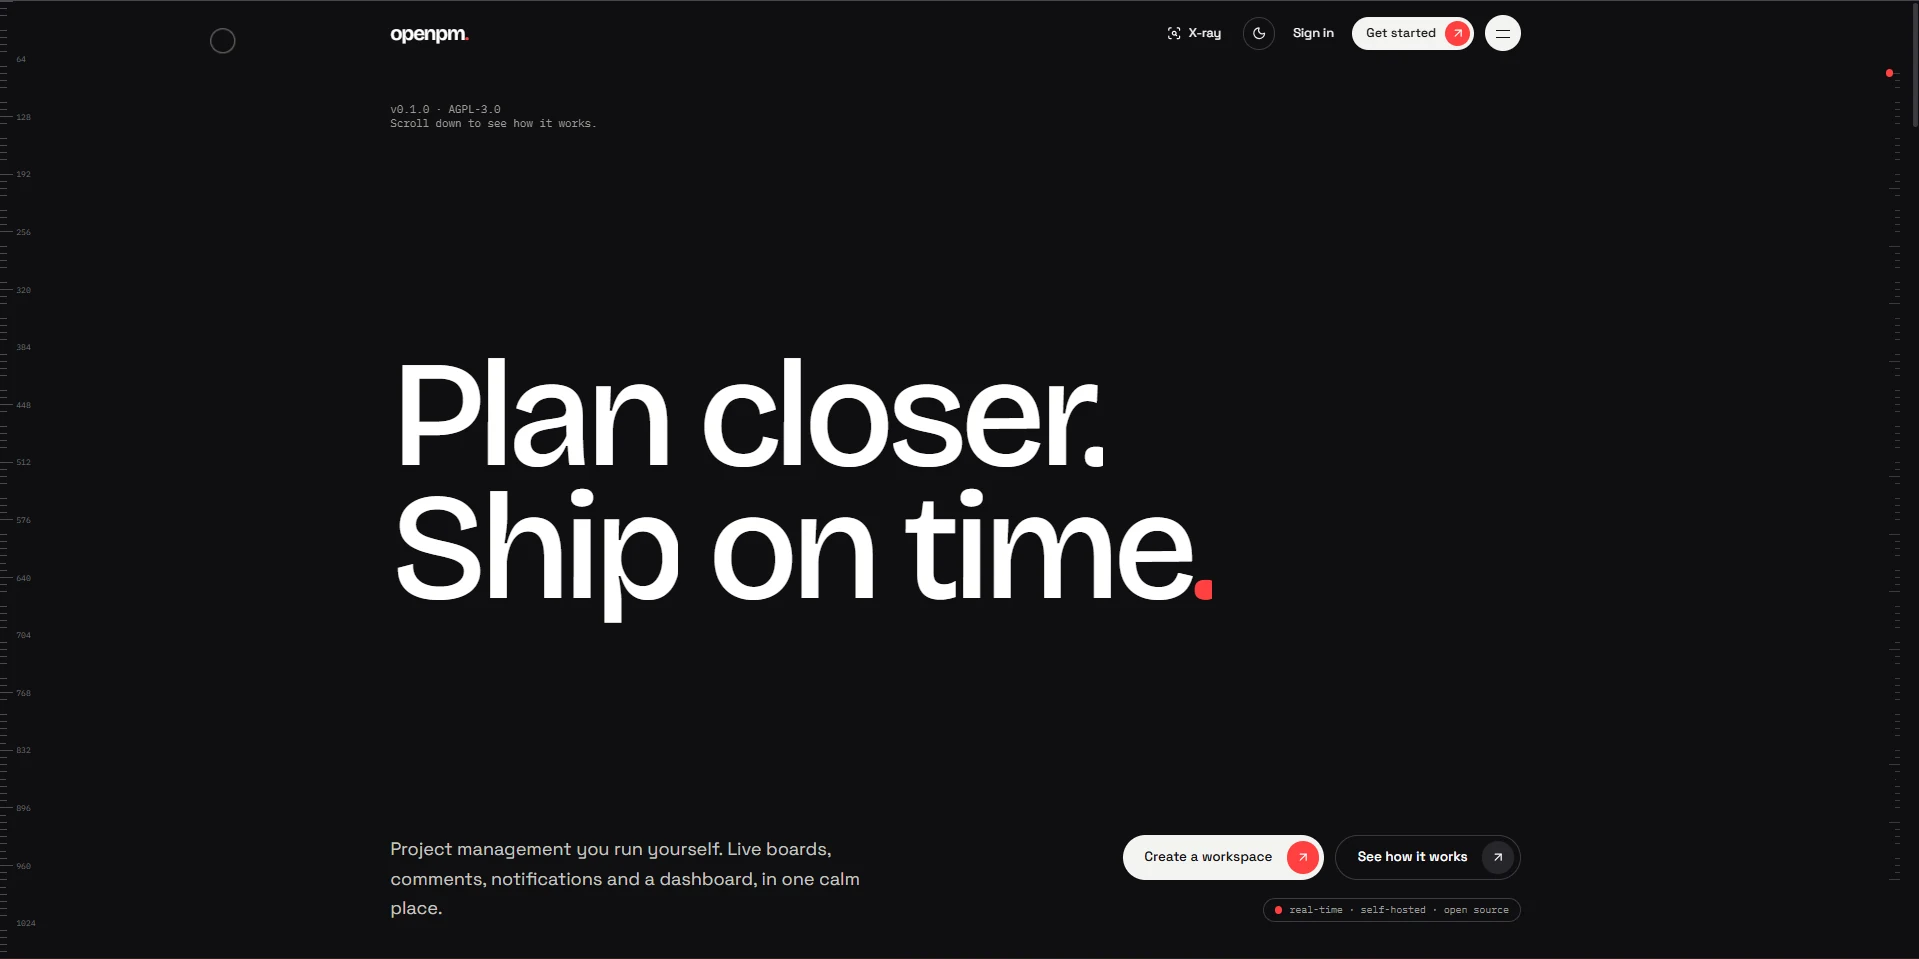 openpm.
X-ray
Sign in
Get started
v0.1.0 · AGPL-3.0
Scroll down to see how it works.
Plan closer.
Ship on time.
Project management you run yourself. Live boards,
comments, notifications and a dashboard, in one calm
place.
Create a workspace
See how it works
real-time · self-hosted · open source
64
128
192
256
320
384
448
512
576
640
704
768
832
896
960
1024